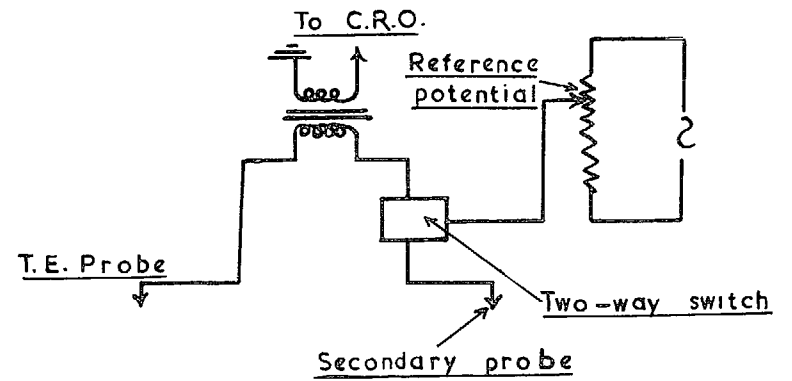 To C.R.O.
Reference
potential
T.E. Probe
Two-way switch
Secondary probe